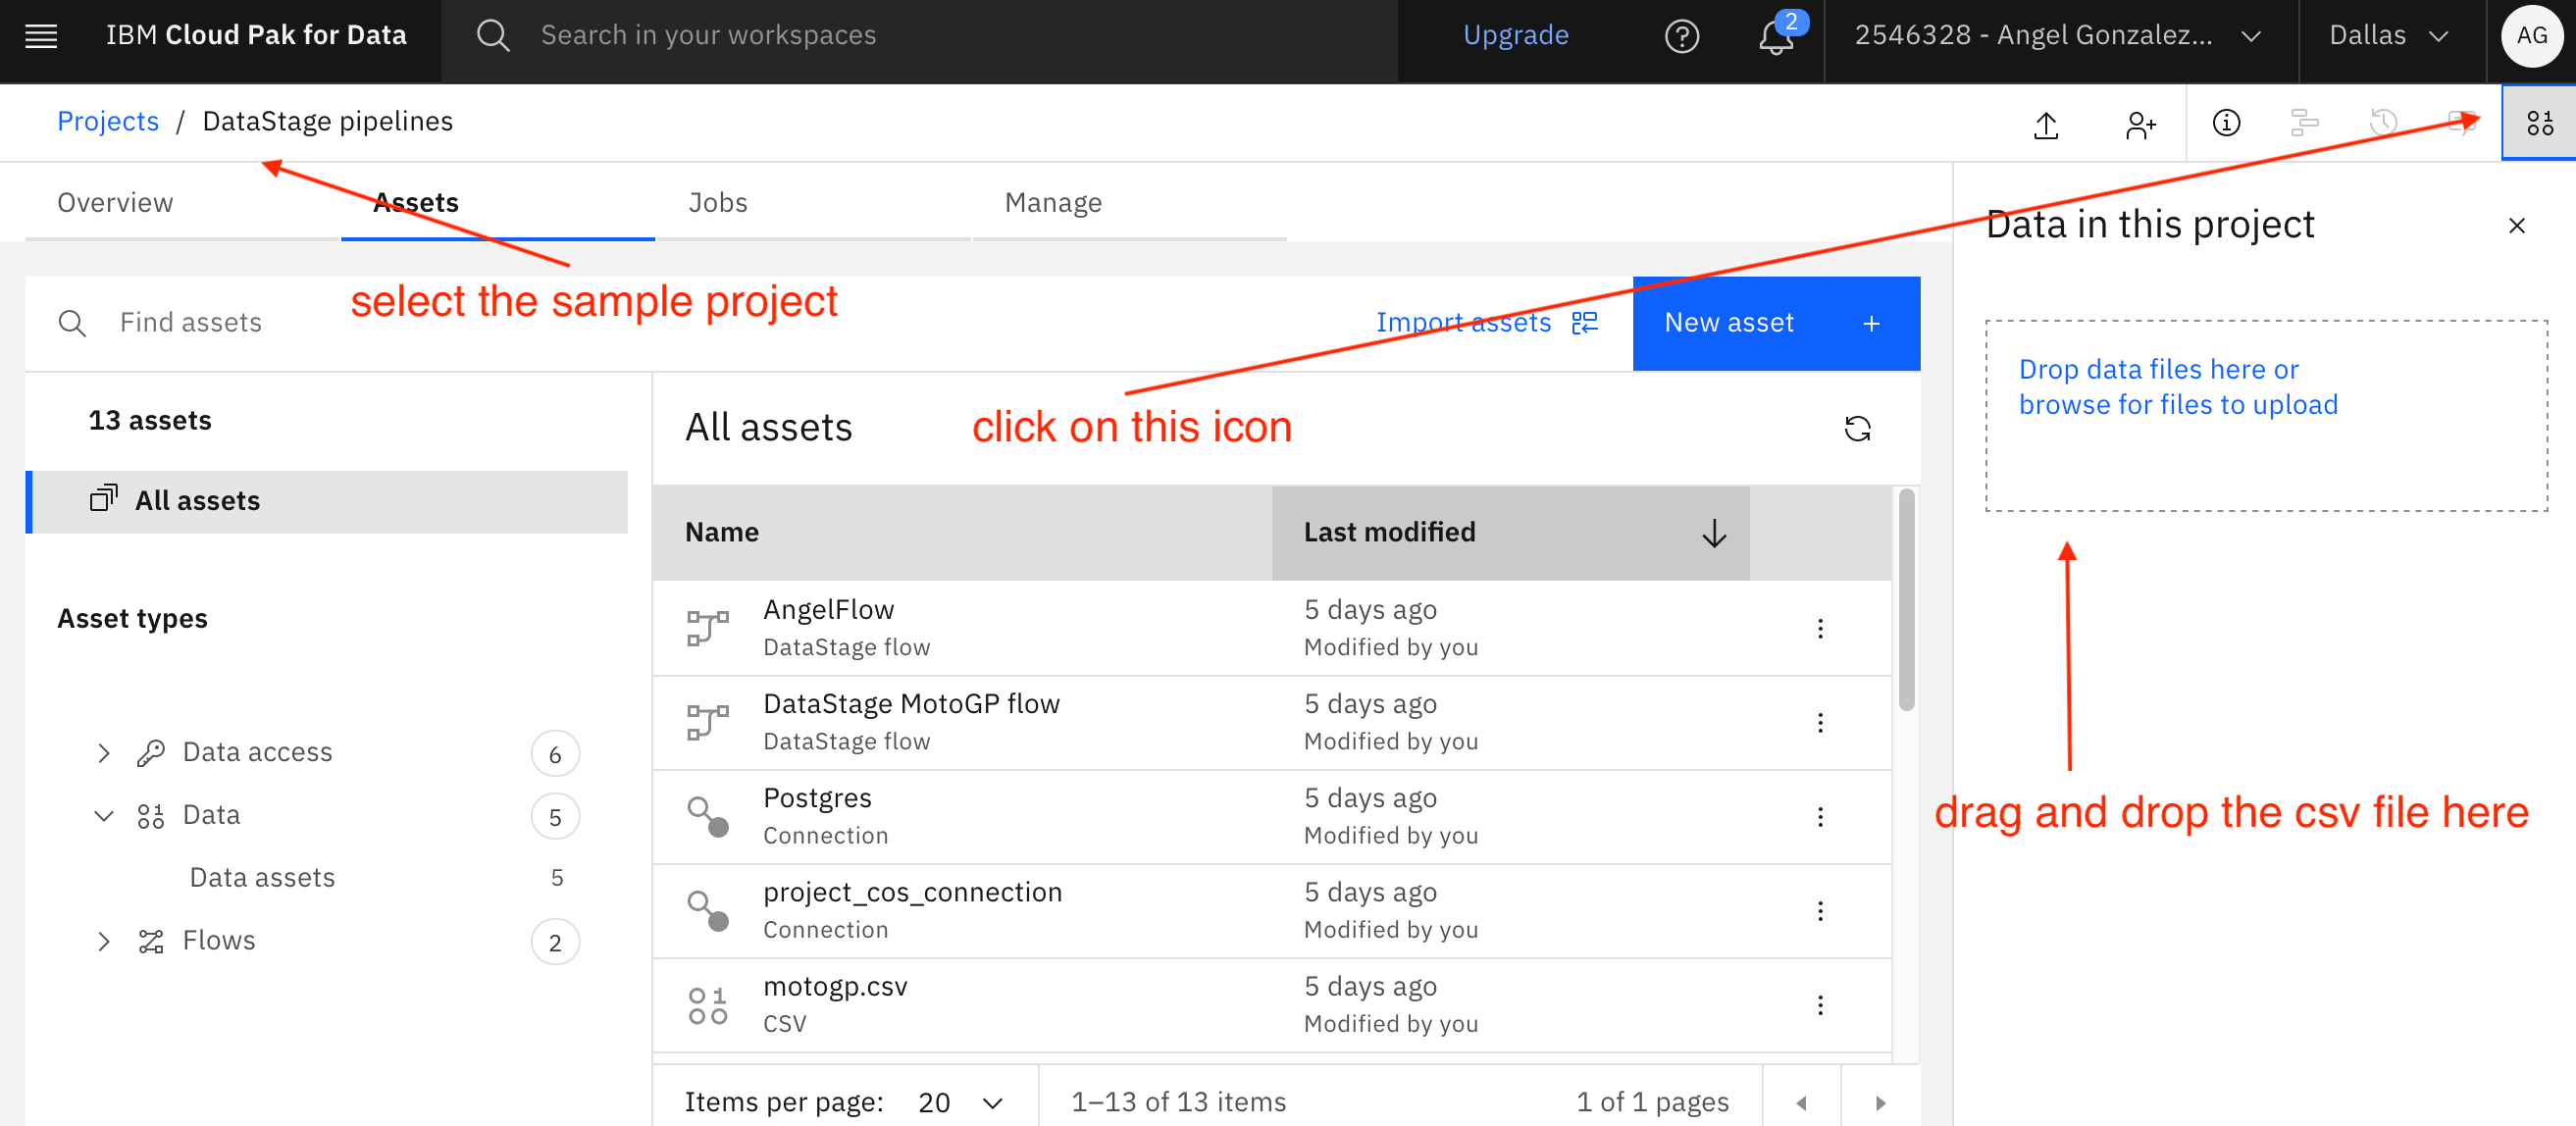 IBM Cloud Pak for Data
Search in your workspaces
Upgrade
2
2546328 - Angel Gonzalez...
Dallas
AG
Projects / DataStage pipelines
Overview
Assets
Jobs
Manage
Data in this project
select the sample project
Find assets
Import assets
New asset +
Drop data files here or
browse for files to upload
13 assets
All assets
click on this icon
All assets
Name
Last modified
Asset types
AngelFlow
5 days ago
DataStage flow
Modified by you
DataStage MotoGP flow
5 days ago
DataStage flow
Modified by you
Data access
6
Postgres
5 days ago
Connection
Modified by you
drag and drop the csv file here
Data
5
Data assets
5
project_cos_connection
5 days ago
Connection
Modified by you
Flows
2
motogp.csv
5 days ago
CSV
Modified by you
Items per page: 20
1–13 of 13 items
1 of 1 pages